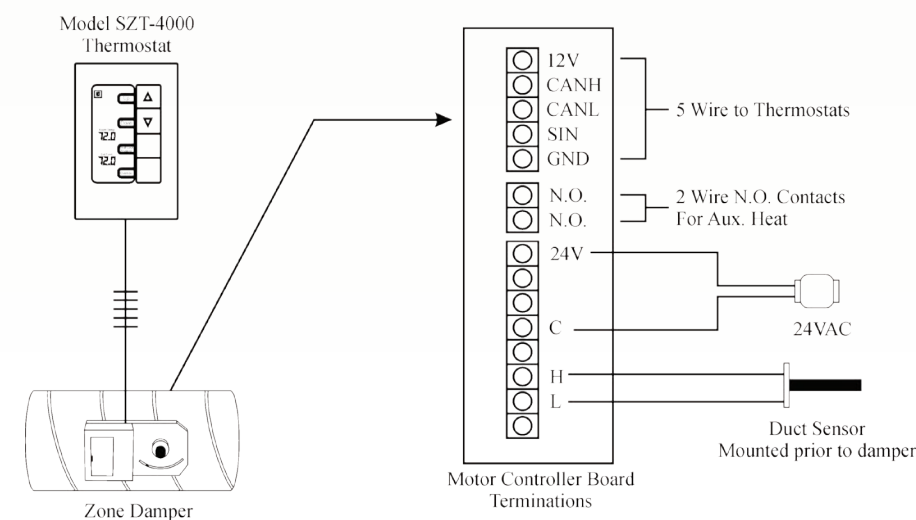 Model SZT-4000
Thermostat
72.0
72.0
Zone Damper
12V
CANH
CANL
SIN
GND
5 Wire to Thermostats
N.O.
N.O.
2 Wire N.O. Contacts
For Aux. Heat
24V
C
24VAC
H
L
Duct Sensor
Mounted prior to damper
Motor Controller Board
Terminations